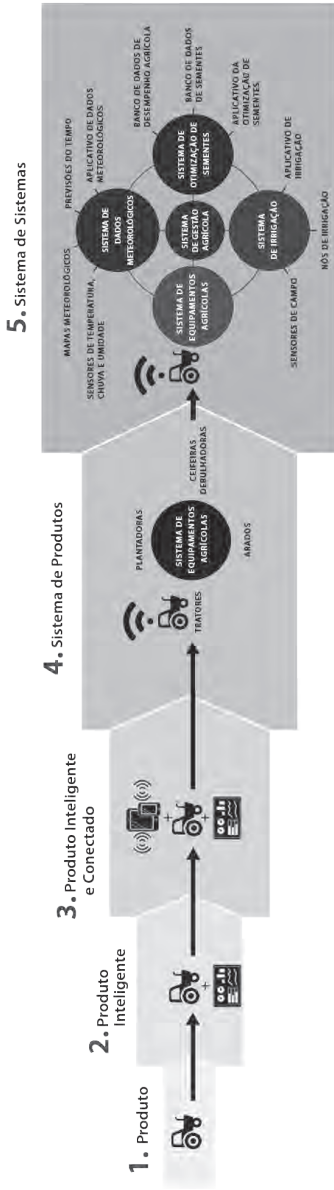 1. Produto
2. Produto
Inteligente
3. Produto Inteligente
e Conectado
4. Sistema de Produtos
PLANTADORAS
TRATORES
SISTEMA DE
EQUIPAMENTOS
AGRÍCOLAS
CEIFEIRAS
DEBULHADORAS
ARADOS
5. Sistema de Sistemas
MAPAS METEOROLÓGICOS
PREVISÕES DO TEMPO
SENSORES DE TEMPERATURA,
CHUVA E UMIDADE
APLICATIVO DE DADOS
METEOROLÓGICOS
SISTEMA DE
DADOS
METEOROLÓGICOS
BANCO DE DADOS DE
DESEMPENHO AGRÍCOLA
SISTEMA DE
EQUIPAMENTOS
AGRÍCOLAS
SISTEMA
DE GESTÃO
AGRÍCOLA
SISTEMA DE
OTIMIZAÇÃO DE
SEMENTES
BANCO DE DADOS
DE SEMENTES
APLICATIVO DA
OTIMIZAÇÃO DE
SEMENTES
SISTEMA
DE IRRIGAÇÃO
SENSORES DE CAMPO
APLICATIVO DE
IRRIGAÇÃO
NÓS DE IRRIGAÇÃO